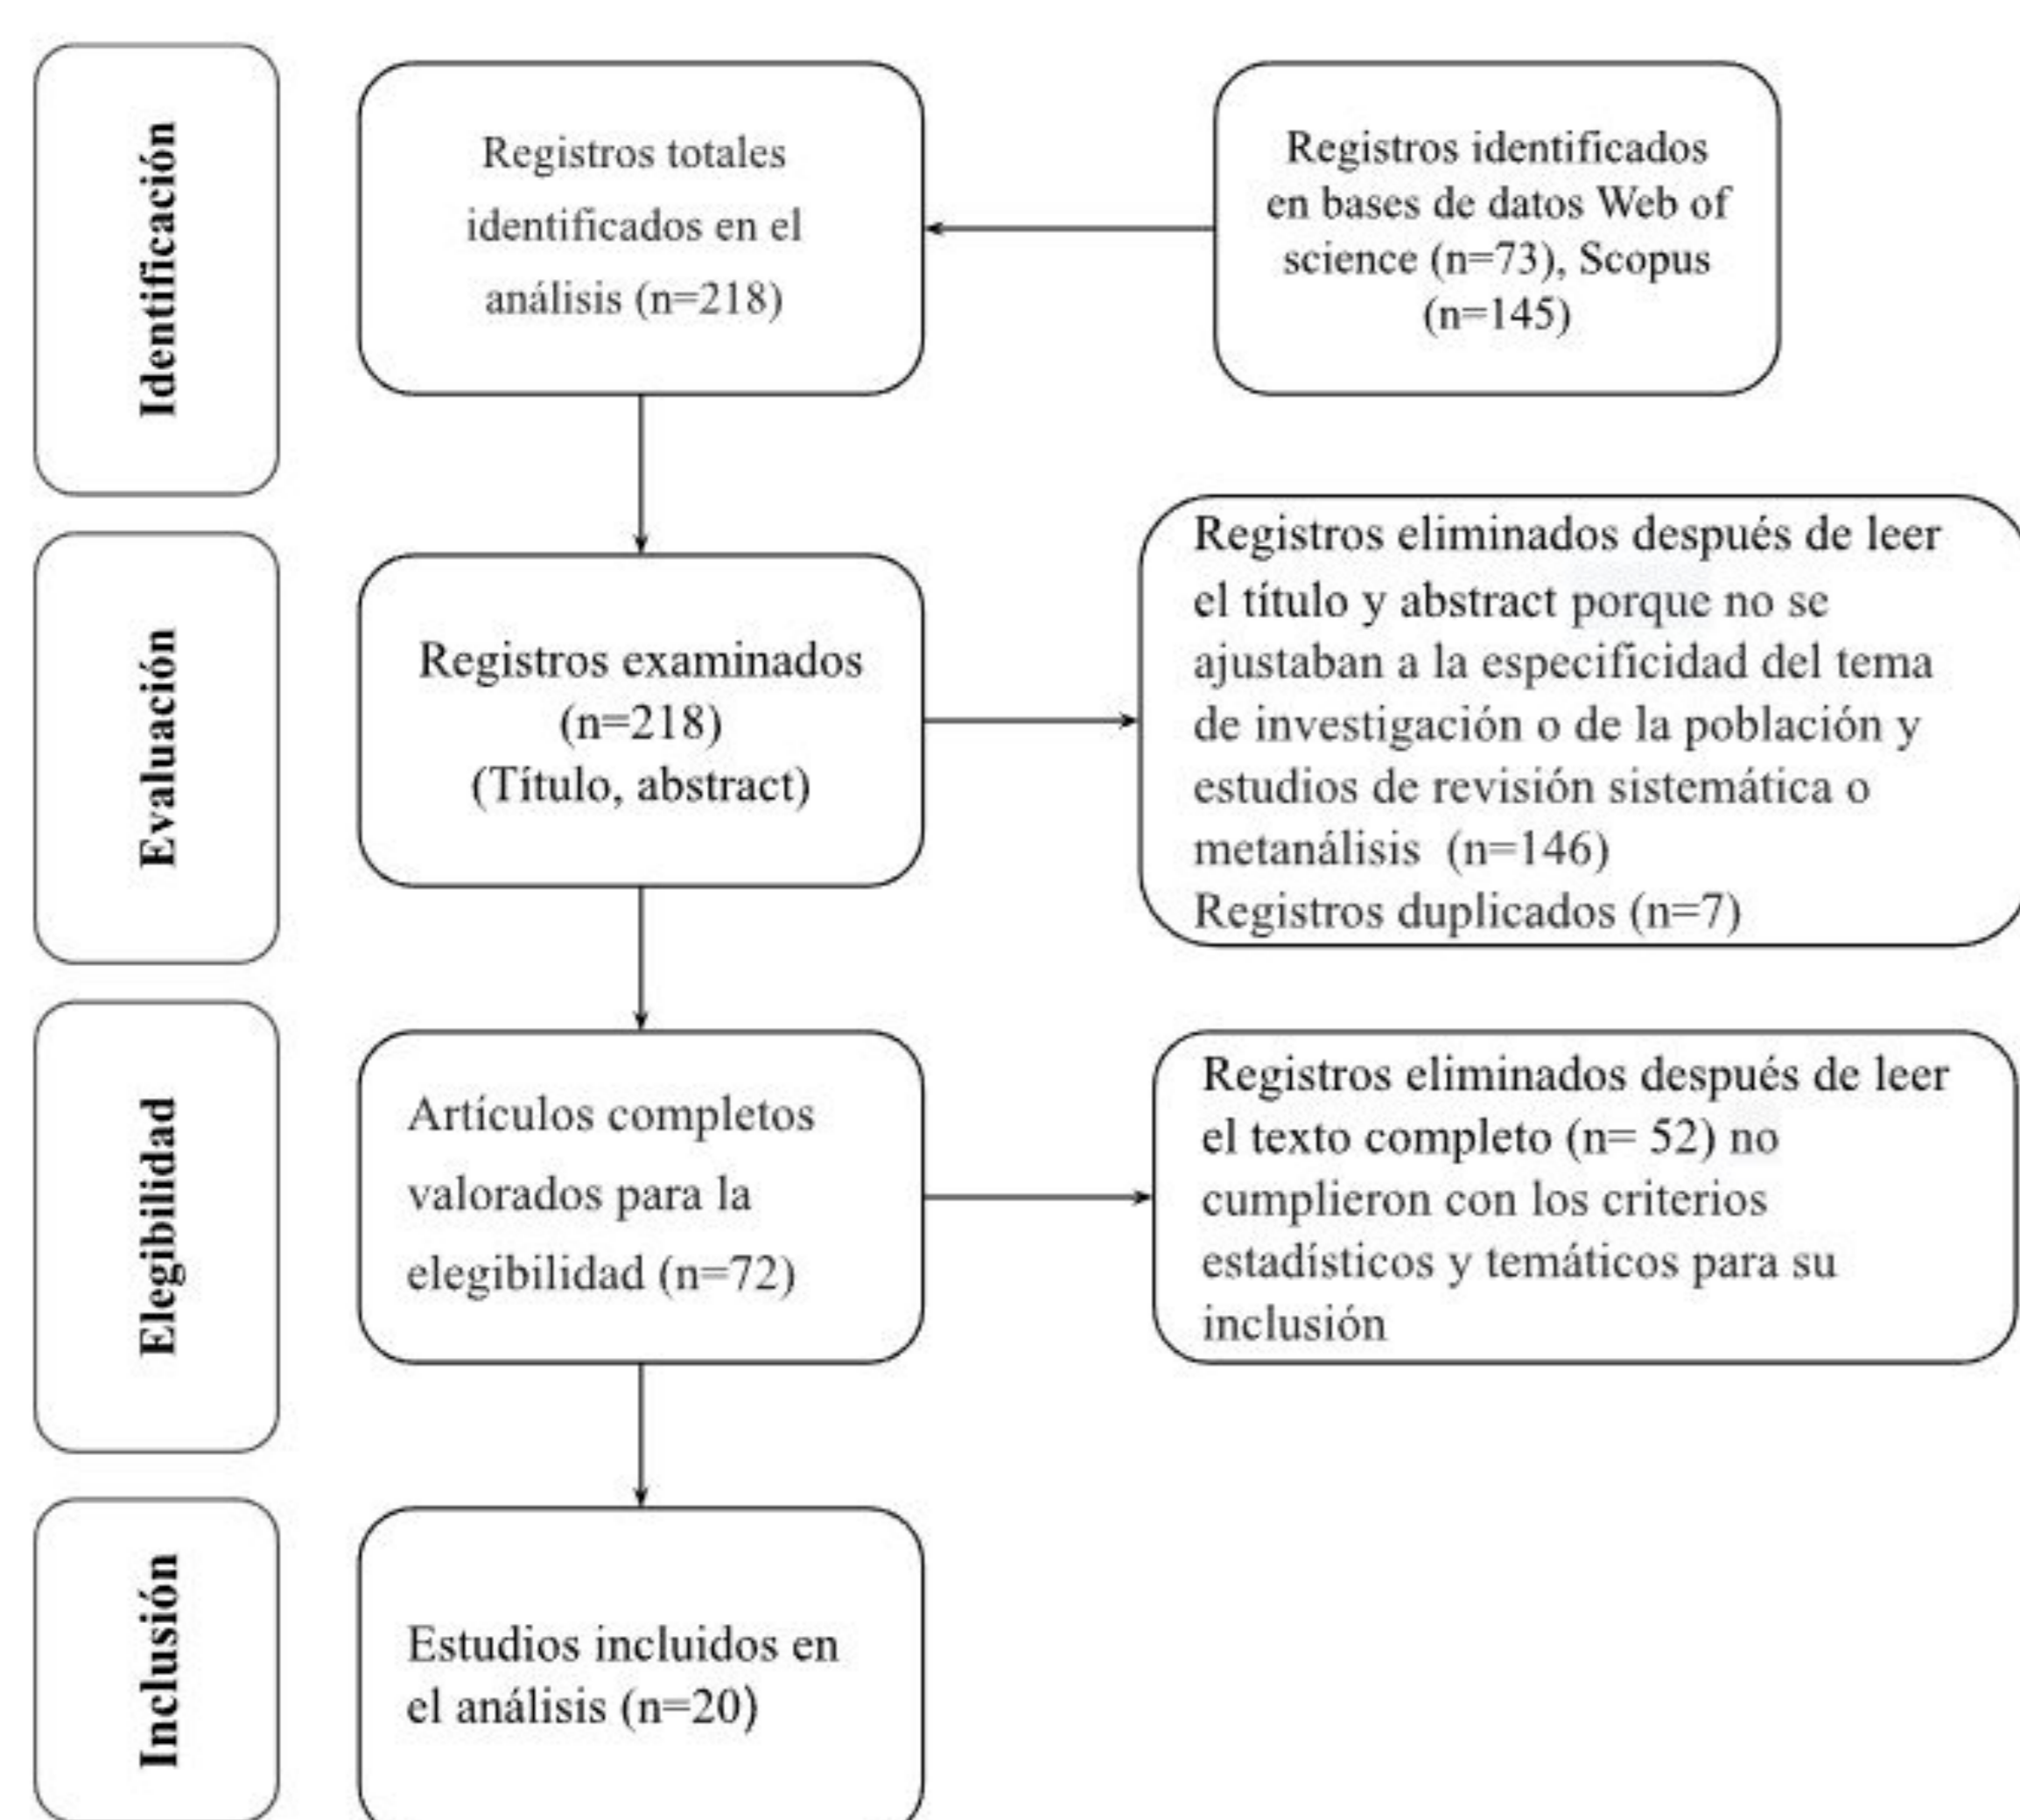 Identificación
Registros totales
identificados en el
análisis (n=218)
Registros identificados
en bases de datos Web of
science (n=73), Scopus
(n=145)
Evaluación
Registros examinados
(n=218)
(Título, abstract)
Registros eliminados después de leer
el título y abstract porque no se
ajustaban a la especificidad del tema
de investigación o de la población y
estudios de revisión sistemática o
metanálisis (n=146)
Registros duplicados (n=7)
Elegibilidad
Artículos completos
valorados para la
elegibilidad (n=72)
Registros eliminados después de leer
el texto completo (n= 52) no
cumplieron con los criterios
estadísticos y temáticos para su
inclusión
Inclusión
Estudios incluidos en
el análisis (n=20)